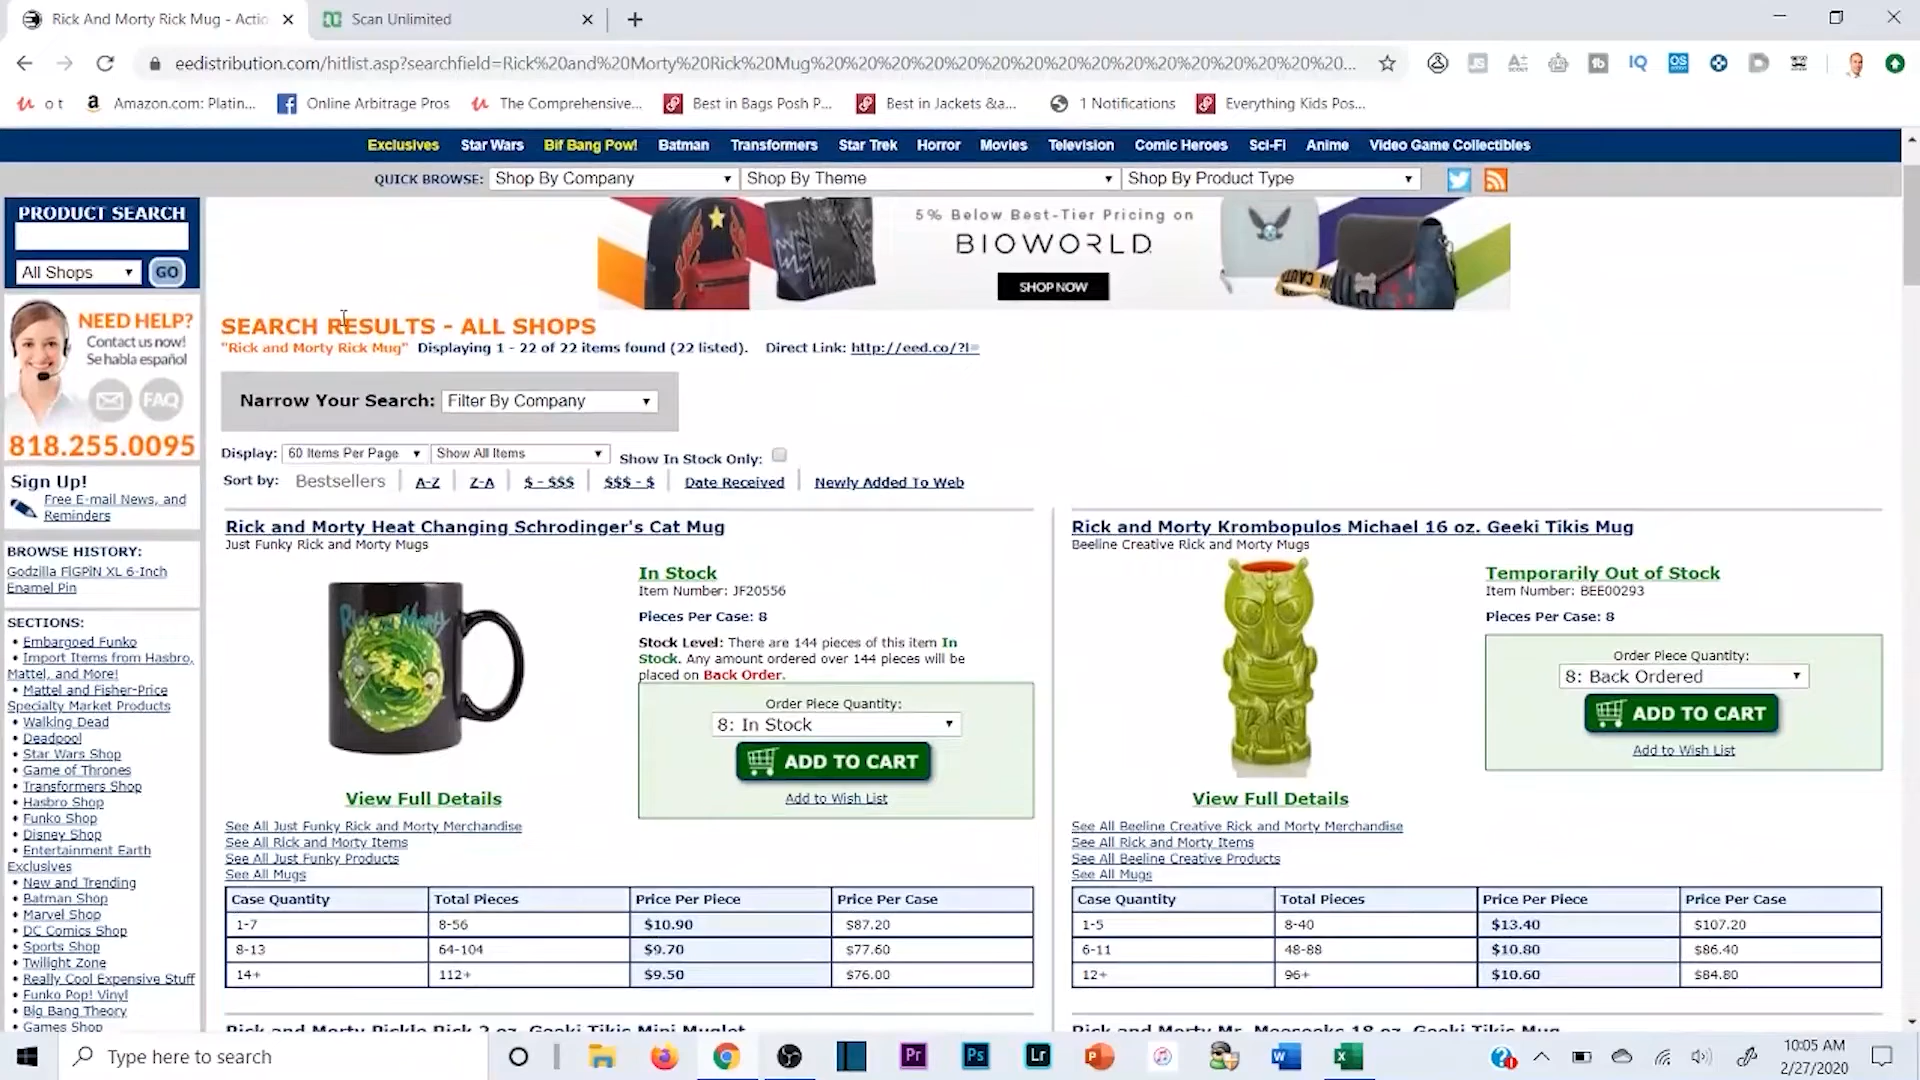 Rick And Morty Rick Mug - Actio
Scan Unlimited
eedistribution.com/hitlist.asp?searchfield=Rick%20and%20Morty%20Rick%20Mug%20%20%20%20%20%20%20%20%20%20%20%20%20%20%20...
o t
Amazon.com: Platin...
Online Arbitrage Pros
The Comprehensive...
Best in Bags Posh P...
Best in Jackets &a...
1 Notifications
Everything Kids Pos...
Exclusives Star Wars Bif Bang Pow! Batman Transformers Star Trek Horror Movies Television Comic Heroes Sci-Fi Anime Video Game Collectibles
QUICK BROWSE: Shop By Company Shop By Theme Shop By Product Type
PRODUCT SEARCH
All Shops GO
NEED HELP?
Contact us now!
Se habla español
FAQ
818.255.0095
Sign Up!
Free E-mail News, and
Reminders
BROWSE HISTORY:
Godzilla FiGPiN XL 6-Inch
Enamel Pin
SECTIONS:
• Embargoed Funko
• Import Items from Hasbro,
Mattel, and More!
• Mattel and Fisher-Price
Specialty Market Products
• Walking Dead
• Deadpool
• Star Wars Shop
• Game of Thrones
• Transformers Shop
• Hasbro Shop
• Funko Shop
• Disney Shop
• Entertainment Earth
Exclusives
• New and Trending
• Batman Shop
• Marvel Shop
• DC Comics Shop
• Sports Shop
• Twilight Zone
• Really Cool Expensive Stuff
• Funko Pop! Vinyl
• Big Bang Theory
• Games Shop
5% Below Best-Tier Pricing on
BIOWORLD
SHOP NOW
SEARCH RESULTS - ALL SHOPS
"Rick and Morty Rick Mug" Displaying 1 - 22 of 22 items found (22 listed). Direct Link: http://eed.co/?l=
Narrow Your Search: Filter By Company
Display: 60 Items Per Page Show All Items Show In Stock Only:
Sort by: Bestsellers A-Z Z-A $ - $$$ $$$ - $ Date Received Newly Added To Web
Rick and Morty Heat Changing Schrodinger's Cat Mug
Just Funky Rick and Morty Mugs
Rick and Morty
In Stock
Item Number: JF20556
Pieces Per Case: 8
Stock Level: There are 144 pieces of this item In
Stock. Any amount ordered over 144 pieces will be
placed on Back Order.
Order Piece Quantity:
8: In Stock
ADD TO CART
Add to Wish List
View Full Details
See All Just Funky Rick and Morty Merchandise
See All Rick and Morty Items
See All Just Funky Products
See All Mugs
Case Quantity Total Pieces Price Per Piece Price Per Case
1-7 8-56 $10.90 $87.20
8-13 64-104 $9.70 $77.60
14+ 112+ $9.50 $76.00
Rick and Morty Krombopulos Michael 16 oz. Geeki Tikis Mug
Beeline Creative Rick and Morty Mugs
Temporarily Out of Stock
Item Number: BEE00293
Pieces Per Case: 8
Order Piece Quantity:
8: Back Ordered
ADD TO CART
Add to Wish List
View Full Details
See All Beeline Creative Rick and Morty Merchandise
See All Rick and Morty Items
See All Beeline Creative Products
See All Mugs
Case Quantity Total Pieces Price Per Piece Price Per Case
1-5 8-40 $13.40 $107.20
6-11 48-88 $10.80 $86.40
12+ 96+ $10.60 $84.80
Rick and Morty Pickle Rick 2 oz. Geeki Tikis Mini Muglet
Rick and Morty Mr. Meeseeks 18 oz. Geeki Tikis Mug
Type here to search
10:05 AM
2/27/2020